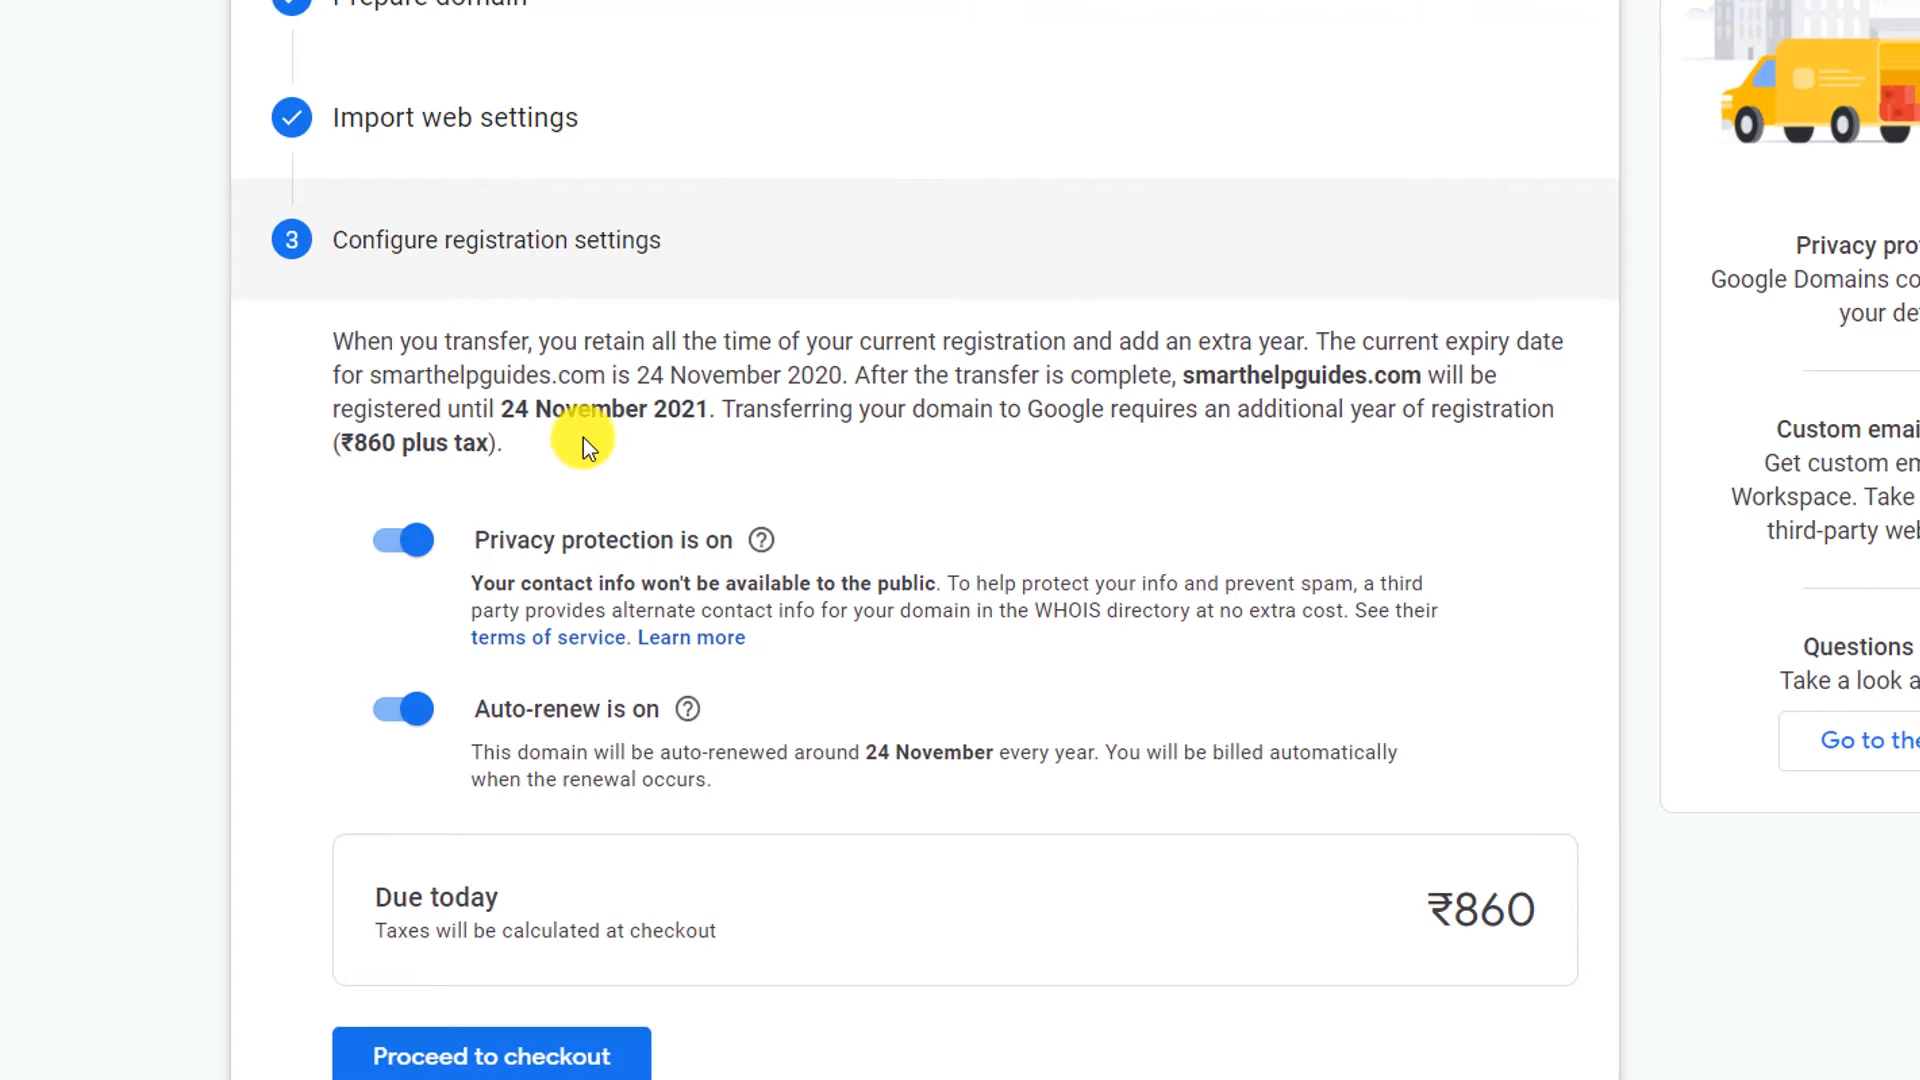 Prepare domain
Import web settings
3 Configure registration settings
When you transfer, you retain all the time of your current registration and add an extra year. The current expiry date
for smarthelpguides.com is 24 November 2020. After the transfer is complete, smarthelpguides.com will be
registered until 24 November 2021. Transferring your domain to Google requires an additional year of registration
(₹860 plus tax).
Privacy protection is on
Your contact info won't be available to the public. To help protect your info and prevent spam, a third
party provides alternate contact info for your domain in the WHOIS directory at no extra cost. See their
terms of service. Learn more
Auto-renew is on
This domain will be auto-renewed around 24 November every year. You will be billed automatically
when the renewal occurs.
Due today
₹860
Taxes will be calculated at checkout
Proceed to checkout
Privacy pro
Google Domains co
your de
Custom emai
Get custom em
Workspace. Take
third-party web
Questions
Take a look a
Go to the